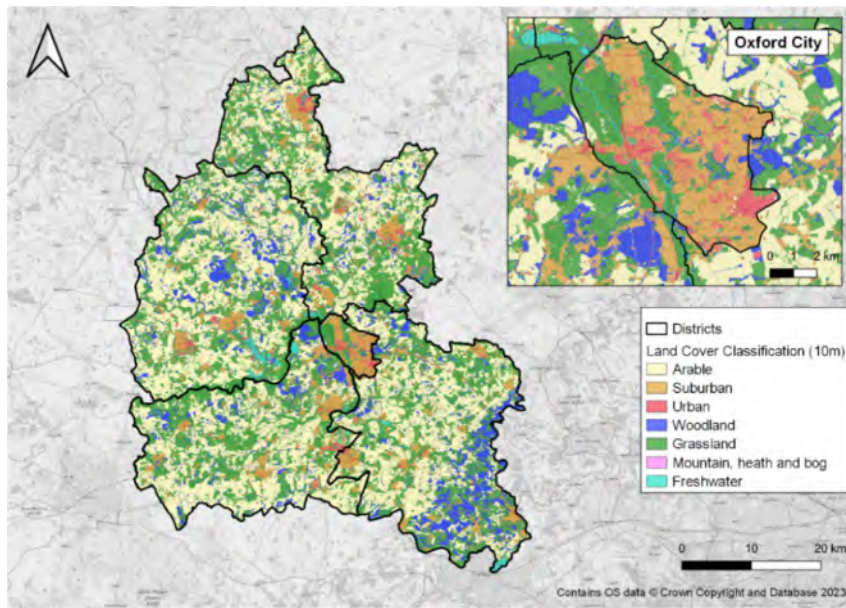 Oxford City
0 1 2 km
Districts
Land Cover Classification (10m)
Arable
Suburban
Urban
Woodland
Grassland
Mountain, heath and bog
Freshwater
0 10 20 km
Contains OS data © Crown Copyright and Database 2023